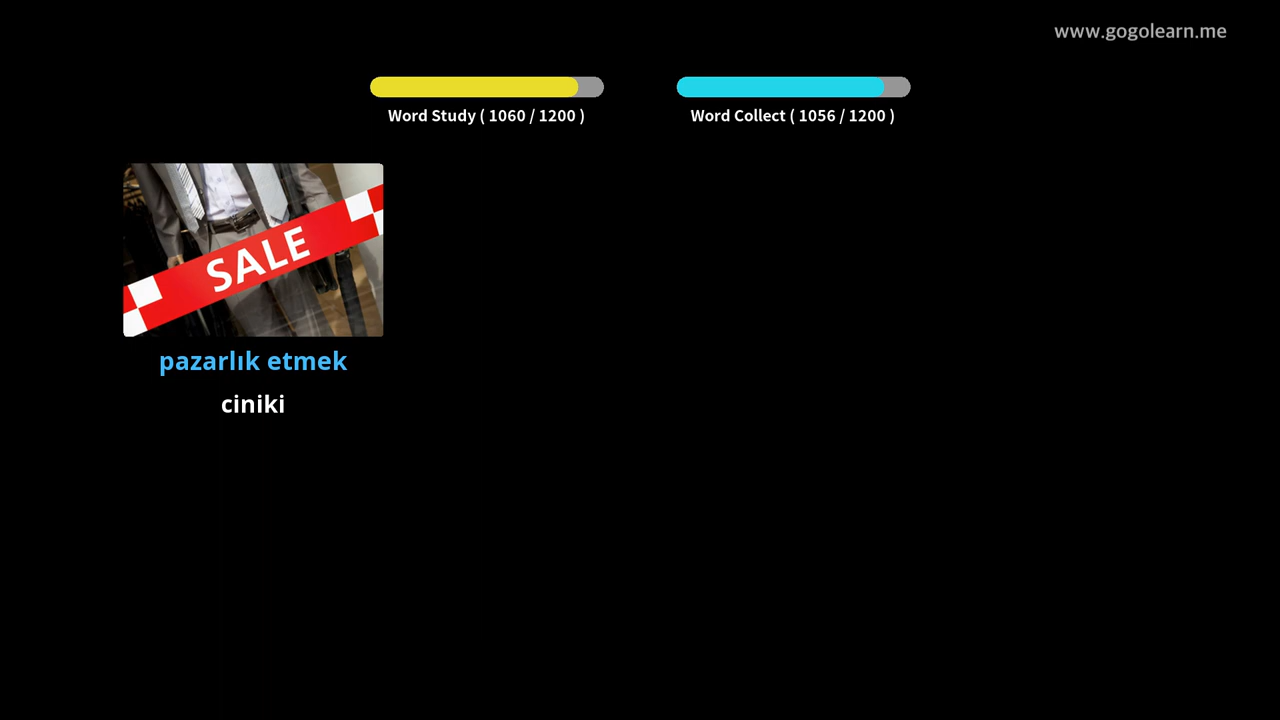 www.gogolearn.me
Word Study ( 1060 / 1200 )
Word Collect ( 1056 / 1200 )
SALE
pazarlık etmek
ciniki